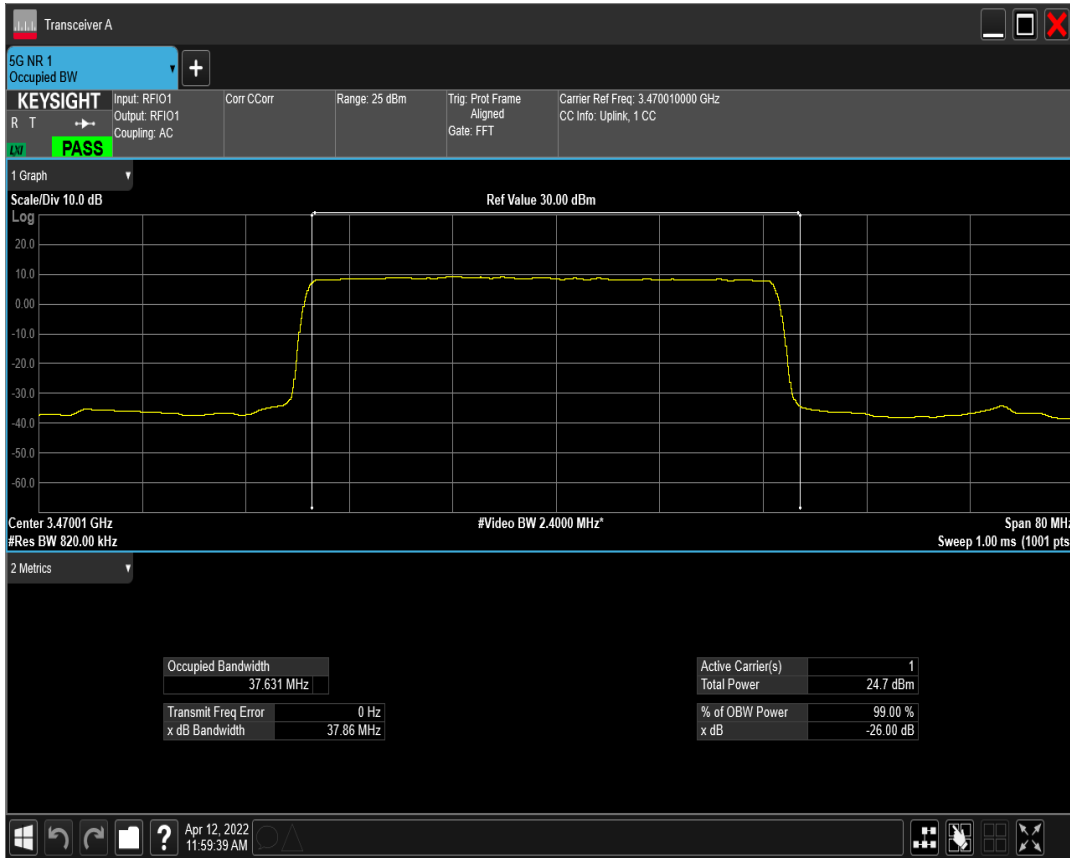 Transceiver A
5G NR 1
Occupied BW
KEYSIGHT
R T
LXI
PASS
Input: RFIO1
Output: RFIO1
Coupling: AC
Corr CCorr
Range: 25 dBm
Trig: Prot Frame
Aligned
Gate: FFT
Carrier Ref Freq: 3.470010000 GHz
CC Info: Uplink, 1 CC
1 Graph
Scale/Div 10.0 dB
Ref Value 30.00 dBm
Log
20.0
10.0
0.00
-10.0
-20.0
-30.0
-40.0
-50.0
-60.0
Center 3.47001 GHz
#Video BW 2.4000 MHz*
Span 80 MHz
#Res BW 820.00 kHz
Sweep 1.00 ms (1001 pts
2 Metrics
Occupied Bandwidth
37.631 MHz
Transmit Freq Error 0 Hz
x dB Bandwidth 37.86 MHz
Active Carrier(s) 1
Total Power 24.7 dBm
% of OBW Power 99.00 %
x dB -26.00 dB
?
Apr 12, 2022
11:59:39 AM